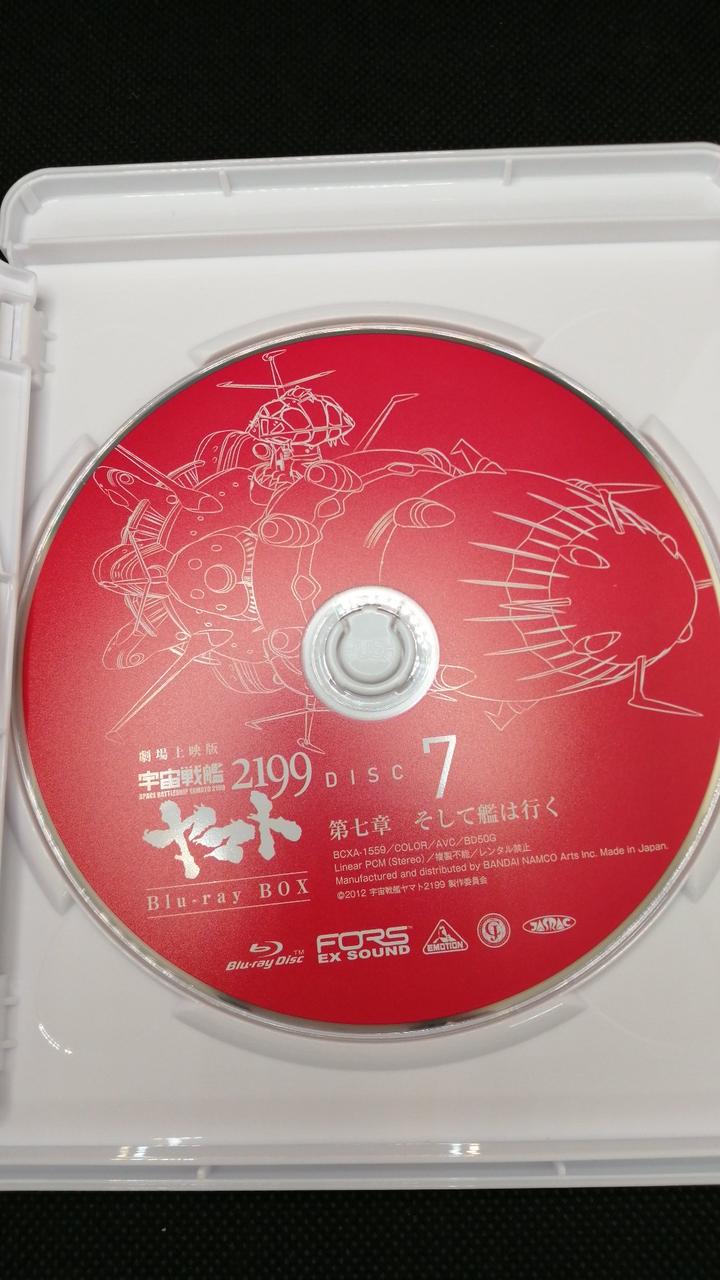 劇場上映版
宇宙戦艦
SPACE BATTLESHIP YAMATO 2199
2199
ヤマト
Blu-ray BOX
DISC 7
第七章 そして艦は行く
BCXA-1559/COLOR/AVC/BD50G
Linear PCM (Stereo)/複製不能/レンタル禁止
Manufactured and distributed by BANDAI NAMCO Arts Inc. Made in Japan.
©2012 宇宙戦艦ヤマト2199 製作委員会
Blu-ray Disc™
FORS™
EX SOUND
EMOTION
JASRAC